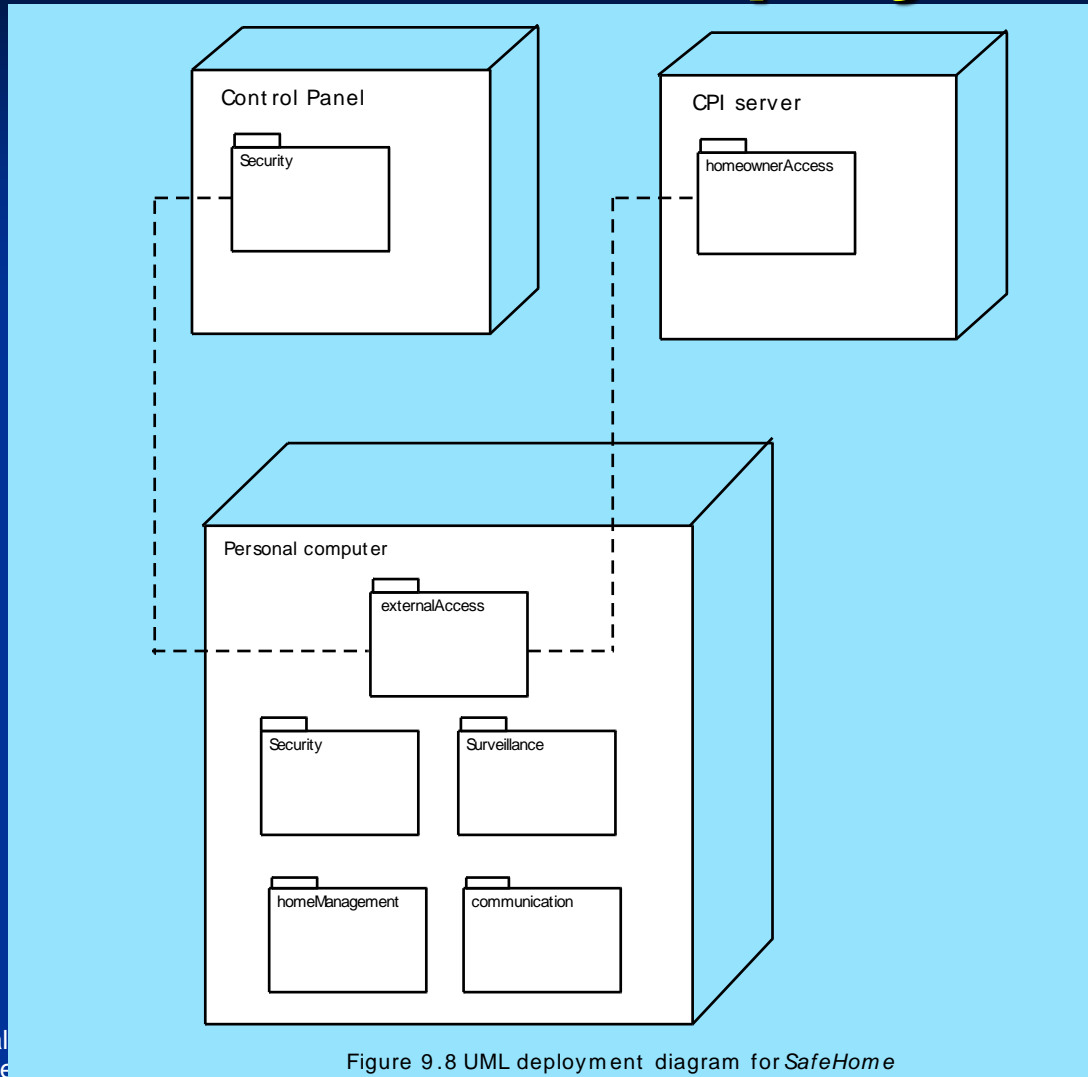 Control Panel
Security
CPI server
homeownerAccess
Personal computer
externalAccess
Security
Surveillance
homeManagement
communication
Figure 9.8 UML deployment diagram for SafeHome